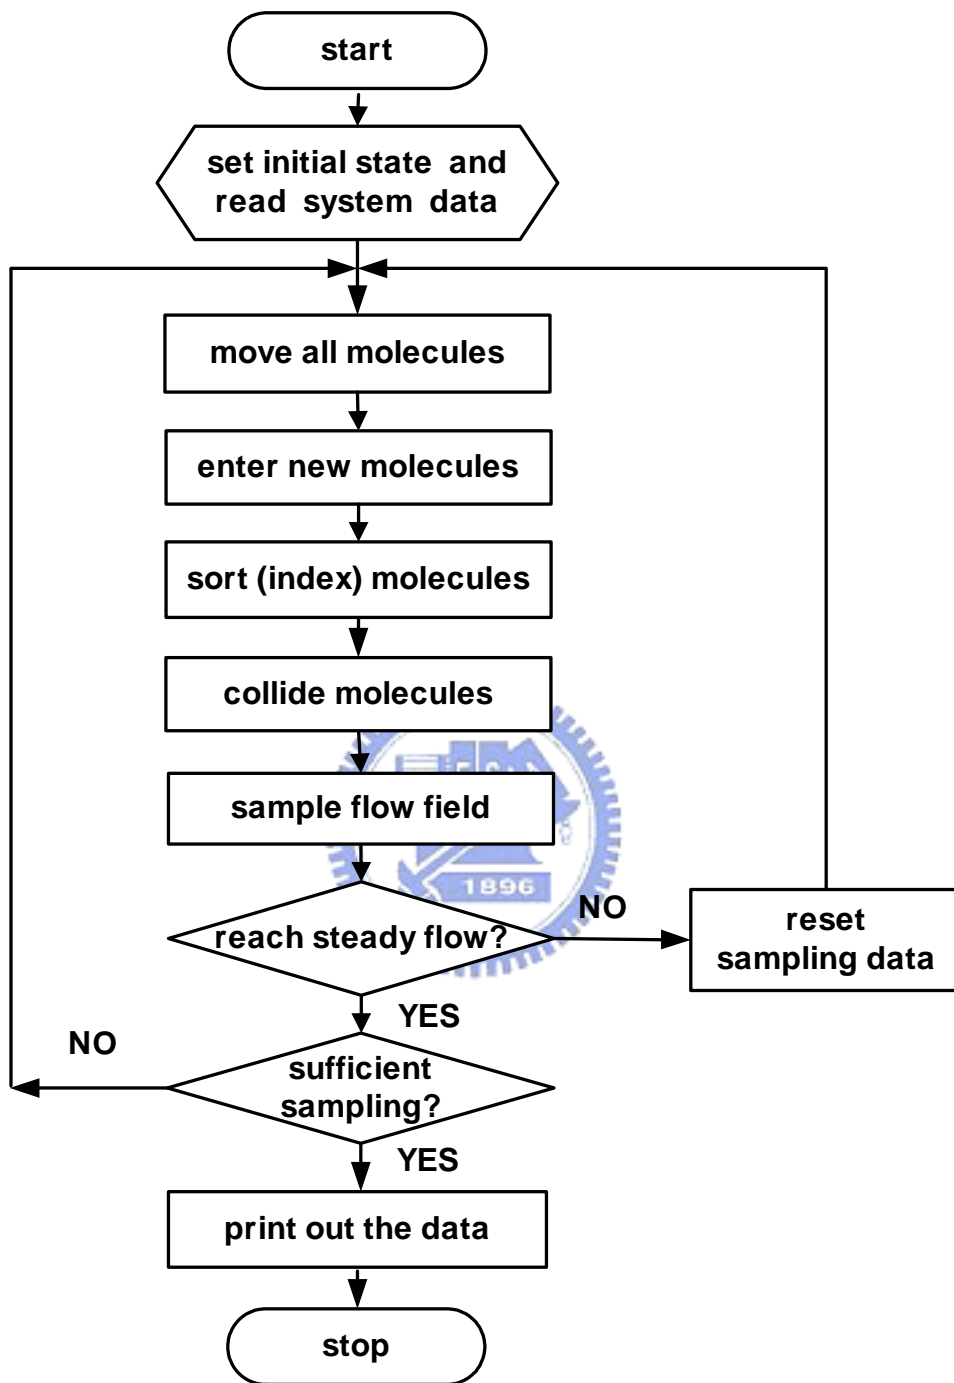 start
set initial state and
read system data
move all molecules
enter new molecules
sort (index) molecules
collide molecules
sample flow field
1896
reach steady flow?
NO
reset
sampling data
YES
NO
sufficient
sampling?
YES
print out the data
stop